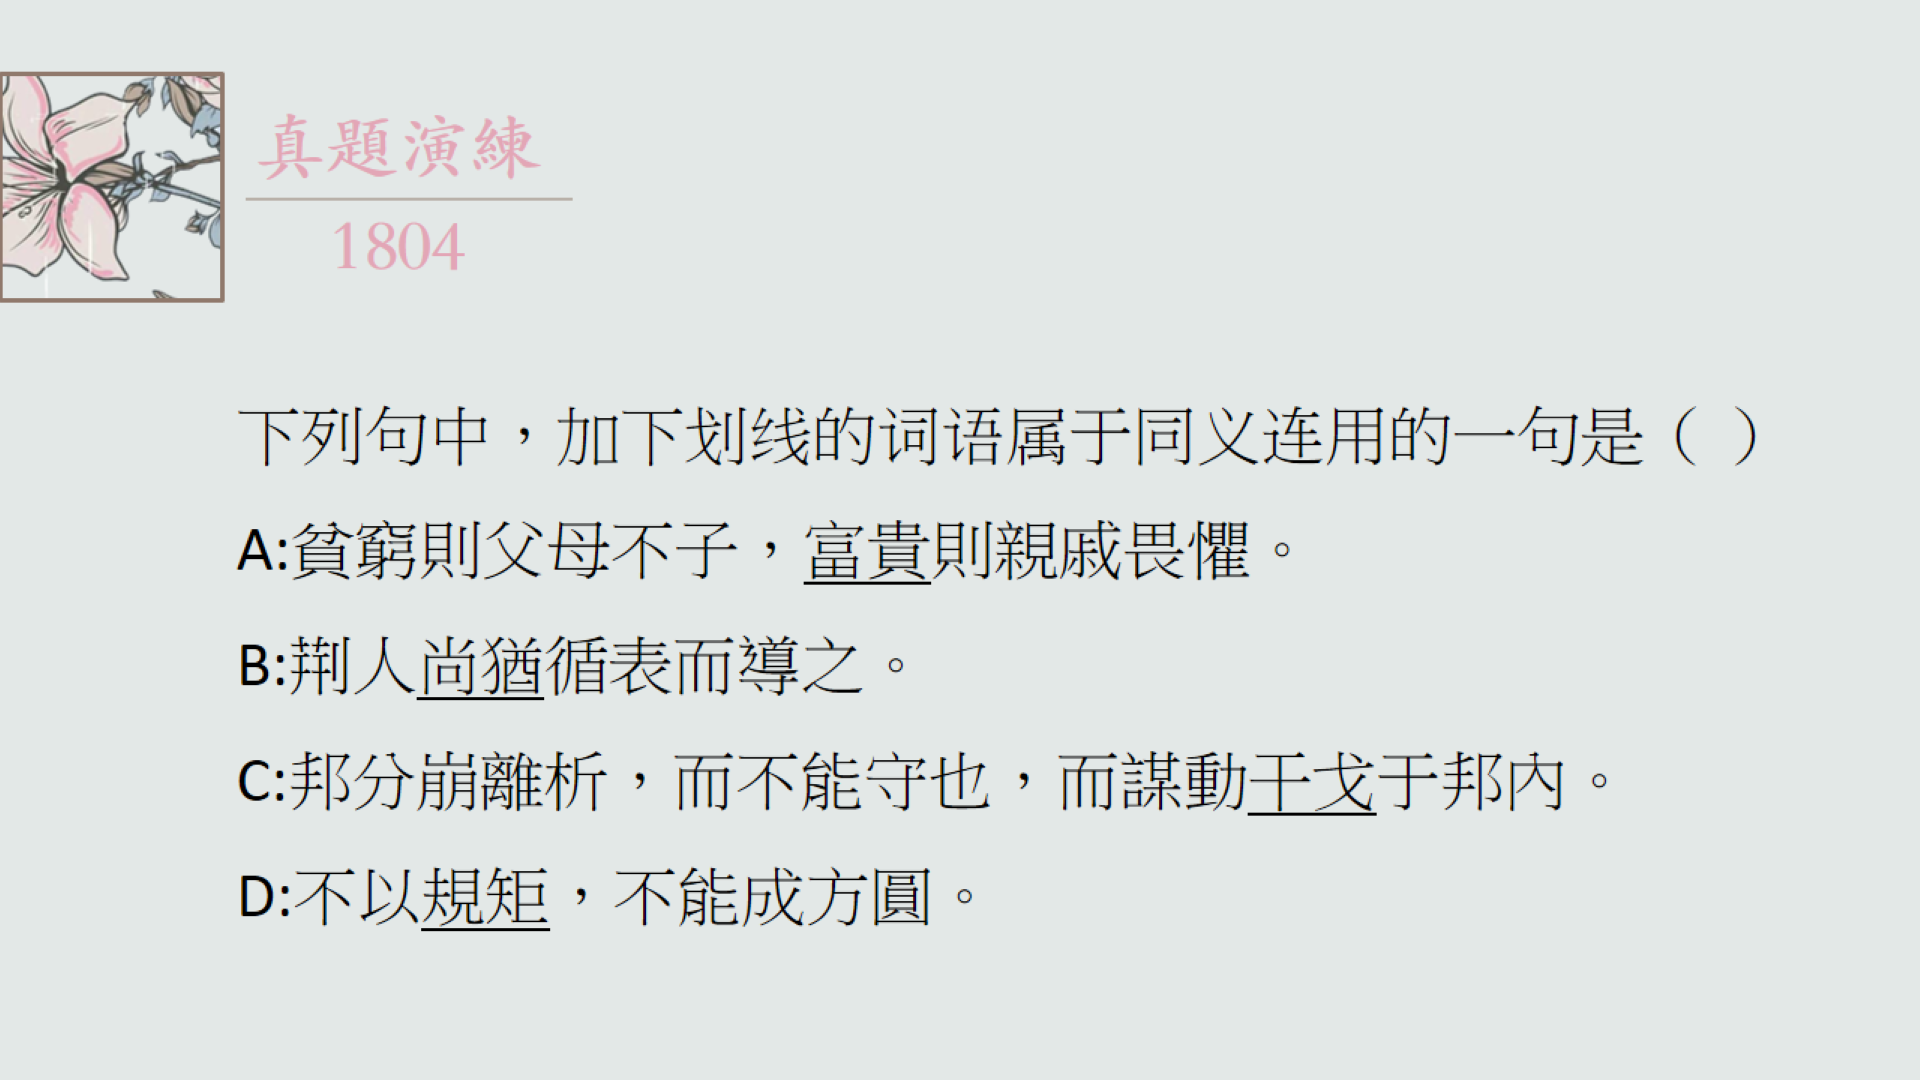 真題演練
1804
下列句中，加下划线的词语属于同义连用的一句是（ ）
A:貧窮則父母不子，富貴則親戚畏懼。
B:荆人尚猶循表而導之。
C:邦分崩離析，而不能守也，而謀動干戈于邦內。
D:不以規矩，不能成方圓。